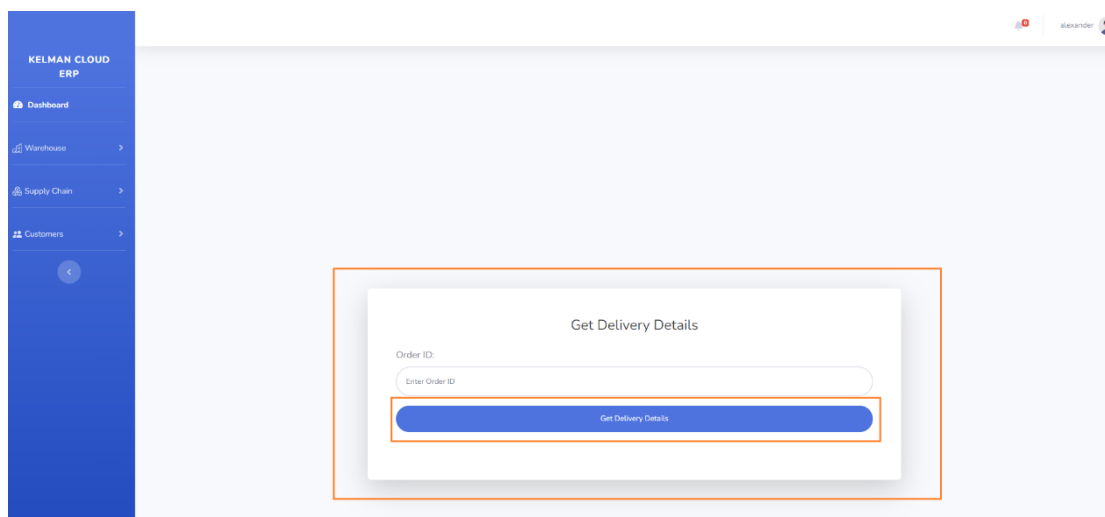 0
alexander
KELMAN CLOUD
ERP
Dashboard
Warehouse
Supply Chain
Customers
Get Delivery Details
Order ID:
Enter Order ID
Get Delivery Details